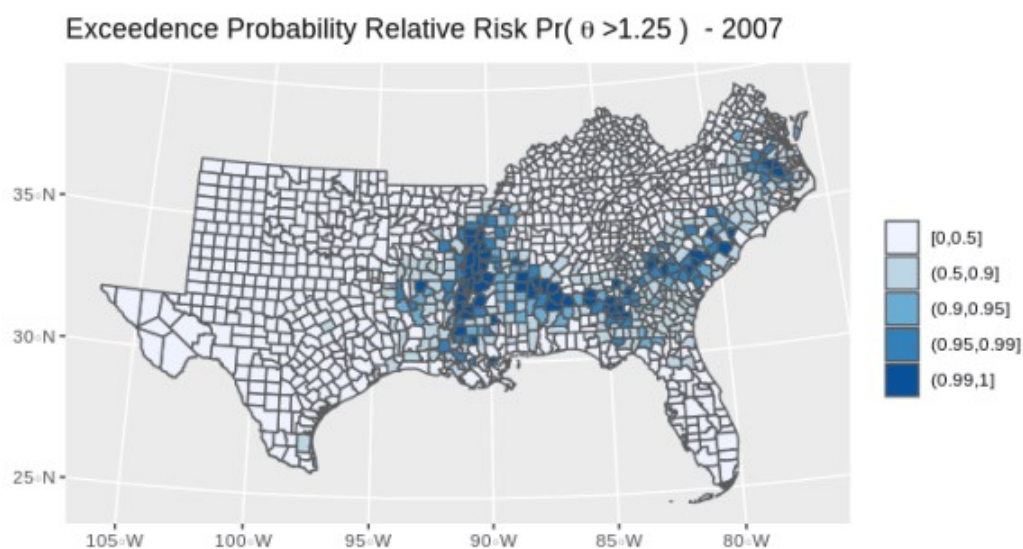 Exceedence Probability Relative Risk Pr( θ >1.25 )  - 2007
35◦N
30◦N
25◦N
105◦W
100◦W
95◦W
90◦W
85◦W
80◦W
[0,0.5]
(0.5,0.9]
(0.9,0.95]
(0.95,0.99]
(0.99,1]